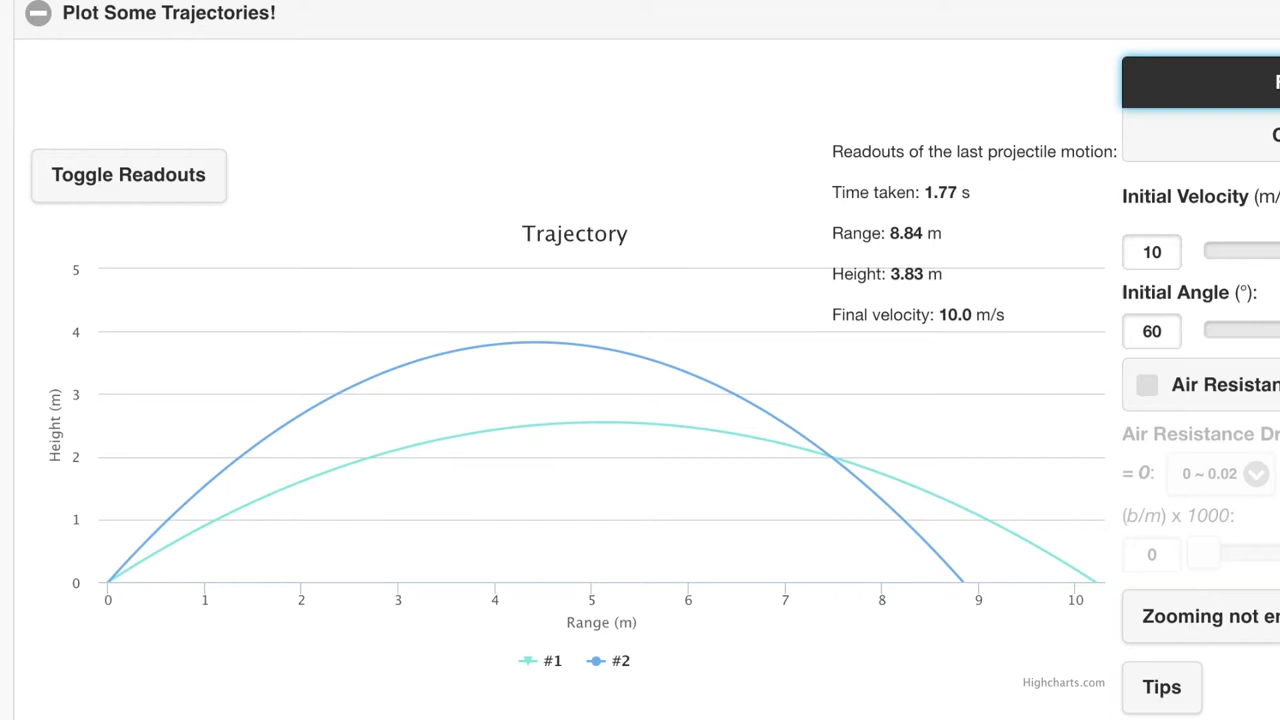 Plot Some Trajectories!
Toggle Readouts
Readouts of the last projectile motion:
Time taken: 1.77 s
Range: 8.84 m
Height: 3.83 m
Final velocity: 10.0 m/s
Trajectory
Height (m)
5
4
3
2
1
0
0 1 2 3 4 5 6 7 8 9 10
Range (m)
#1 #2
Highcharts.com
Initial Velocity (m/
10
Initial Angle (°):
60
Air Resistan
Air Resistance Dr
= 0: 0 ~ 0.02
(b/m) x 1000:
0
Zooming not en
Tips